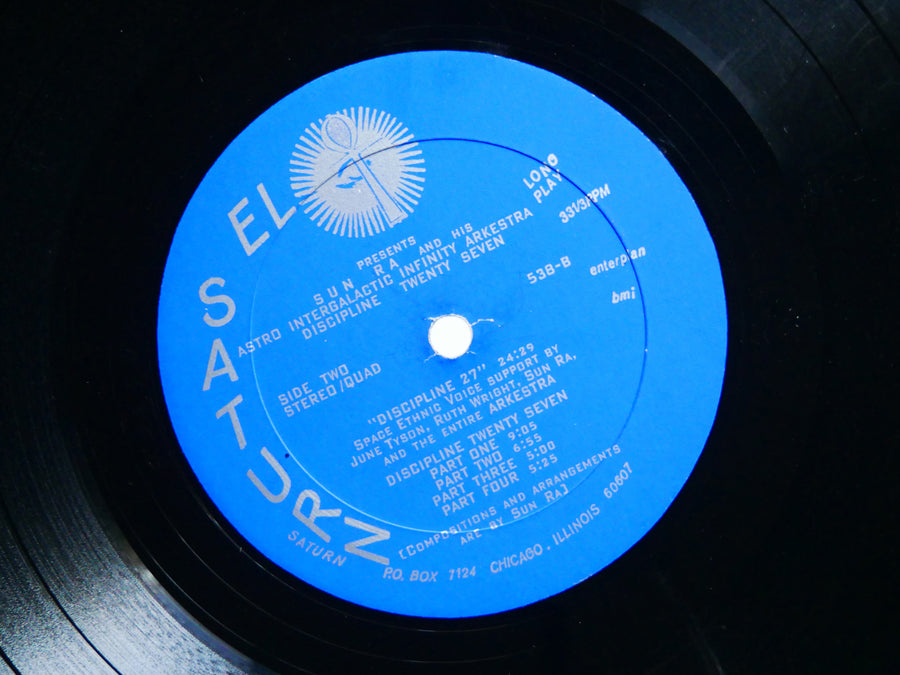 EL SATURN
PRESENTS
SUN RA AND HIS
ASTRO INTERGALACTIC INFINITY ARKESTRA
DISCIPLINE TWENTY SEVEN
LONG
PLAY
33 1/3 RPM
538-B
enterplan
bmi
SIDE TWO
STEREO/QUAD
"DISCIPLINE 27" 24:29
SPACE ETHNIC VOICE SUPPORT BY
JUNE TYSON, RUTH WRIGHT, SUN RA,
AND THE ENTIRE ARKESTRA
DISCIPLINE TWENTY SEVEN
PART ONE 9:05
PART TWO 6:55
PART THREE 5:00
PART FOUR 5:25
[COMPOSITIONS AND ARRANGEMENTS
ARE BY SUN RA]
SATURN P.O. BOX 7124 CHICAGO, ILLINOIS 60607